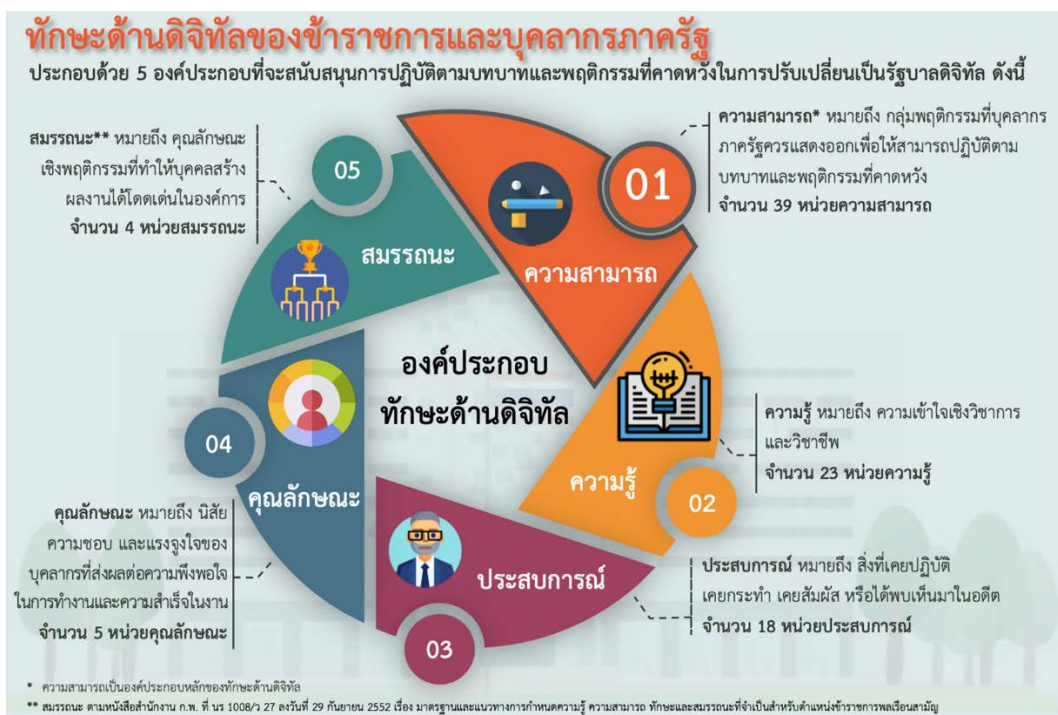 ทักษะด้านดิจิทัลของข้าราชการและบุคลากรภาครัฐ
ประกอบด้วย 5 องค์ประกอบที่จะสนับสนุนการปฏิบัติตามบทบาทและพฤติกรรมที่คาดหวังในการปรับเปลี่ยนเป็นรัฐบาลดิจิทัล ดังนี้
ความสามารถ* หมายถึง กลุ่มพฤติกรรมที่บุคลากร
ภาครัฐควรแสดงออกเพื่อให้สามารถปฏิบัติตาม
บทบาทและพฤติกรรมที่คาดหวัง
จำนวน 39 หน่วยความสามารถ
01
ความสามารถ
ความรู้ หมายถึง ความเข้าใจเชิงวิชาการ
และวิชาชีพ
จำนวน 23 หน่วยความรู้
02
ความรู้
ประสบการณ์ หมายถึง สิ่งที่เคยปฏิบัติ
เคยกระทำ เคยสัมผัส หรือได้พบเห็นมาในอดีต
จำนวน 18 หน่วยประสบการณ์
03
ประสบการณ์
คุณลักษณะ หมายถึง นิสัย
ความชอบ และแรงจูงใจของ
บุคลากรที่ส่งผลต่อความพึงพอใจ
ในการทำงานและความสำเร็จในงาน
จำนวน 5 หน่วยคุณลักษณะ
04
คุณลักษณะ
สมรรถนะ** หมายถึง คุณลักษณะ
เชิงพฤติกรรมที่ทำให้บุคคลสร้าง
ผลงานได้โดดเด่นในองค์การ
จำนวน 4 หน่วยสมรรถนะ
05
สมรรถนะ
องค์ประกอบ
ทักษะด้านดิจิทัล
* ความสามารถเป็นองค์ประกอบหลักของทักษะด้านดิจิทัล
** สมรรถนะ ตามหนังสือสำนักงาน ก.พ. ที่ นร 1008/ว 27 ลงวันที่ 29 กันยายน 2552 เรื่อง มาตรฐานและแนวทางการกำหนดความรู้ ความสามารถ ทักษะและสมรรถนะที่จำเป็นสำหรับตำแหน่งข้าราชการพลเรือนสามัญ